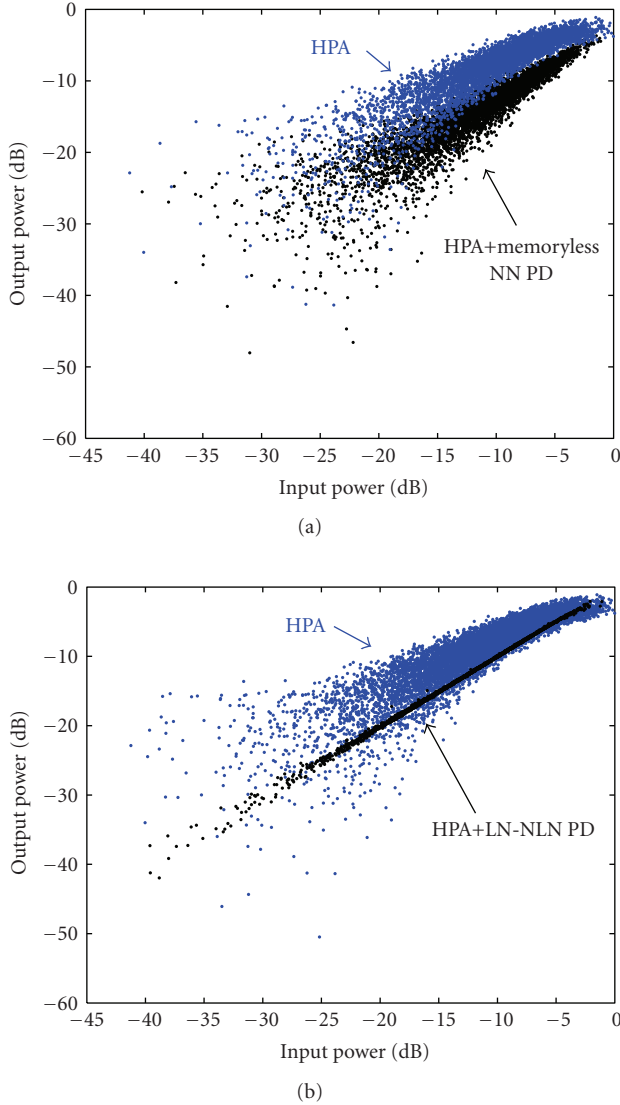 0
−10
−20
−30
−40
−50
−60
Output power (dB)
HPA
HPA+memoryless
NN PD
−45 −40 −35 −30 −25 −20 −15 −10 −5 0
Input power (dB)
(a)
0
−10
−20
−30
−40
−50
−60
Output power (dB)
HPA
HPA+LN-NLN PD
−45 −40 −35 −30 −25 −20 −15 −10 −5 0
Input power (dB)
(b)